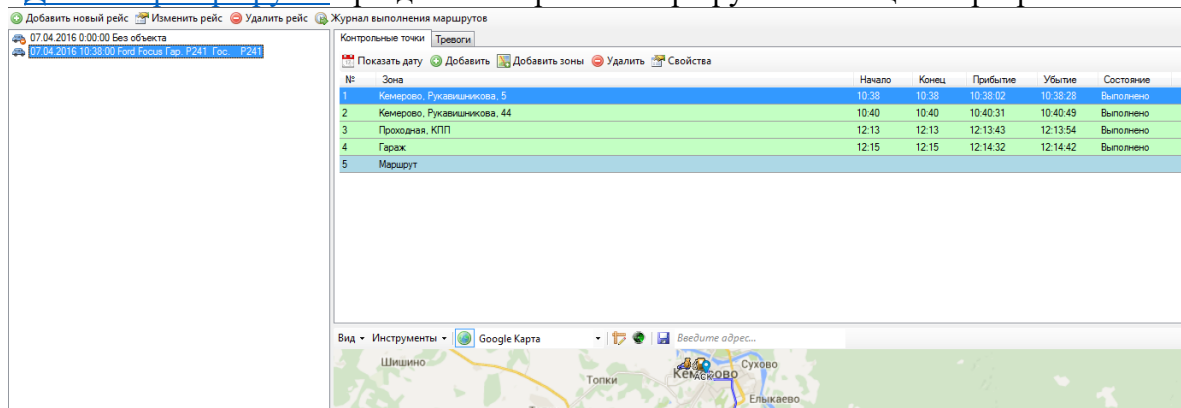 Добавить новый рейс Изменить рейс Удалить рейс Журнал выполнения маршрутов
07.04.2016 0:00:00 Без объекта
07.04.2016 10:38:00 Ford Focus Гар. P241 Гос. P241
Контрольные точки Тревоги
Показать дату Добавить Добавить зоны Удалить Свойства
№ Зона Начало Конец Прибытие Убытие Состояние
1 Кемерово, Рукавишникова, 5 10:38 10:38 10:38:02 10:38:28 Выполнено
2 Кемерово, Рукавишникова, 44 10:40 10:40 10:40:31 10:40:49 Выполнено
3 Проходная, КПП 12:13 12:13 12:13:43 12:13:54 Выполнено
4 Гараж 12:15 12:15 12:14:32 12:14:42 Выполнено
5 Маршрут
Вид Инструменты Google Карта Введите адрес...
Шишино
Сухово
Топки
Елыкаево